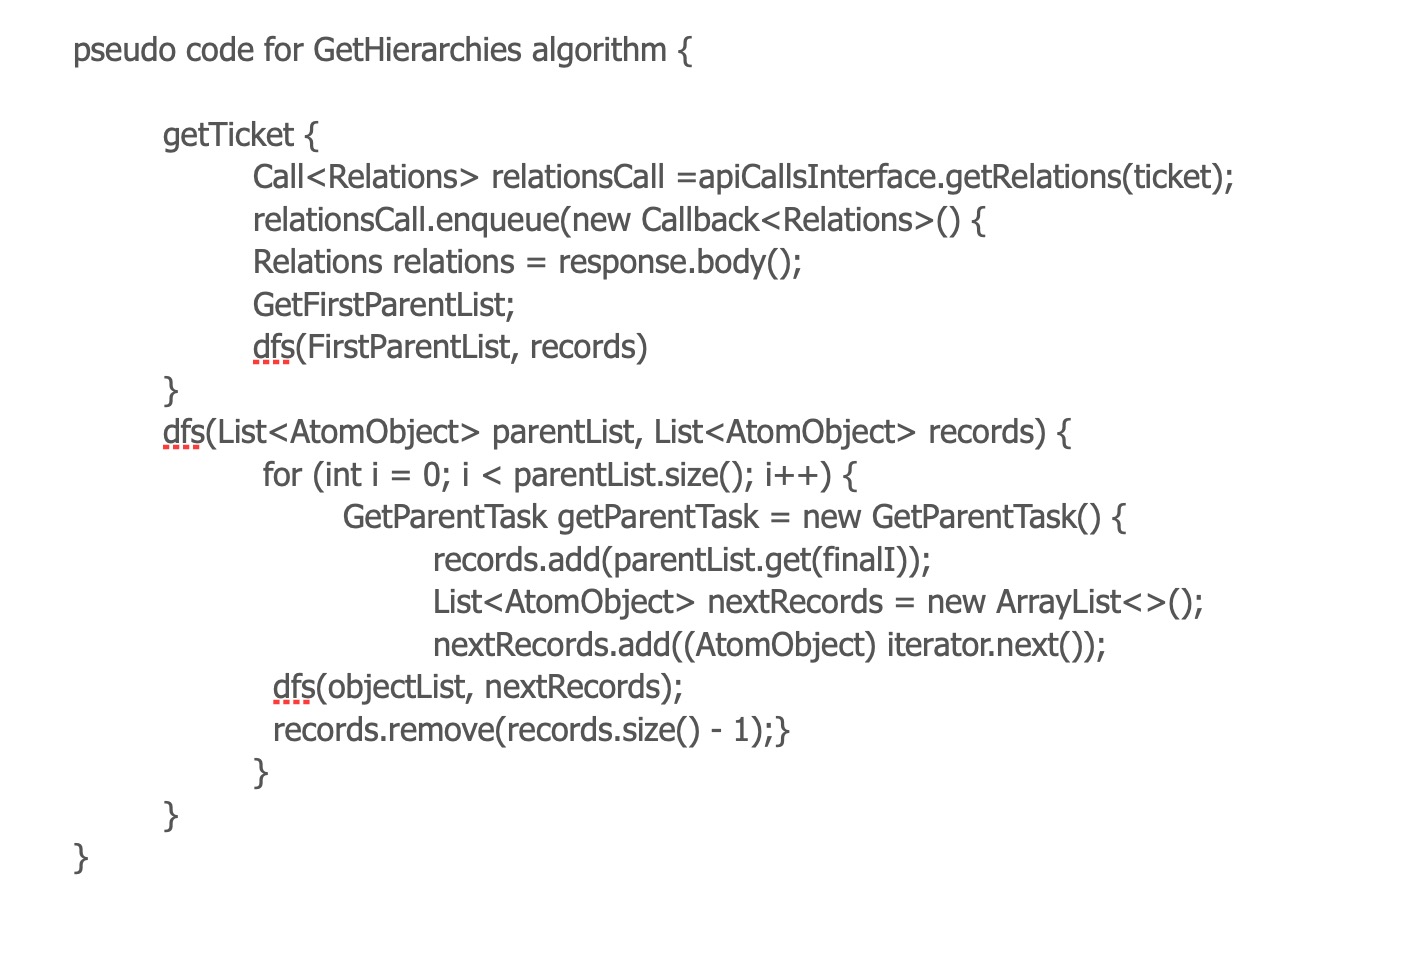 pseudo code for GetHierarchies algorithm {
getTicket {
Call<Relations> relationsCall =apiCallsInterface.getRelations(ticket);
relationsCall.enqueue(new Callback<Relations>() {
Relations relations = response.body();
GetFirstParentList;
dfs(FirstParentList, records)
}
dfs(List<AtomObject> parentList, List<AtomObject> records) {
for (int i = 0; i < parentList.size(); i++) {
GetParentTask getParentTask = new GetParentTask() {
records.add(parentList.get(finalI));
List<AtomObject> nextRecords = new ArrayList<>();
nextRecords.add((AtomObject) iterator.next());
dfs(objectList, nextRecords);
records.remove(records.size() - 1);}
}
}
}